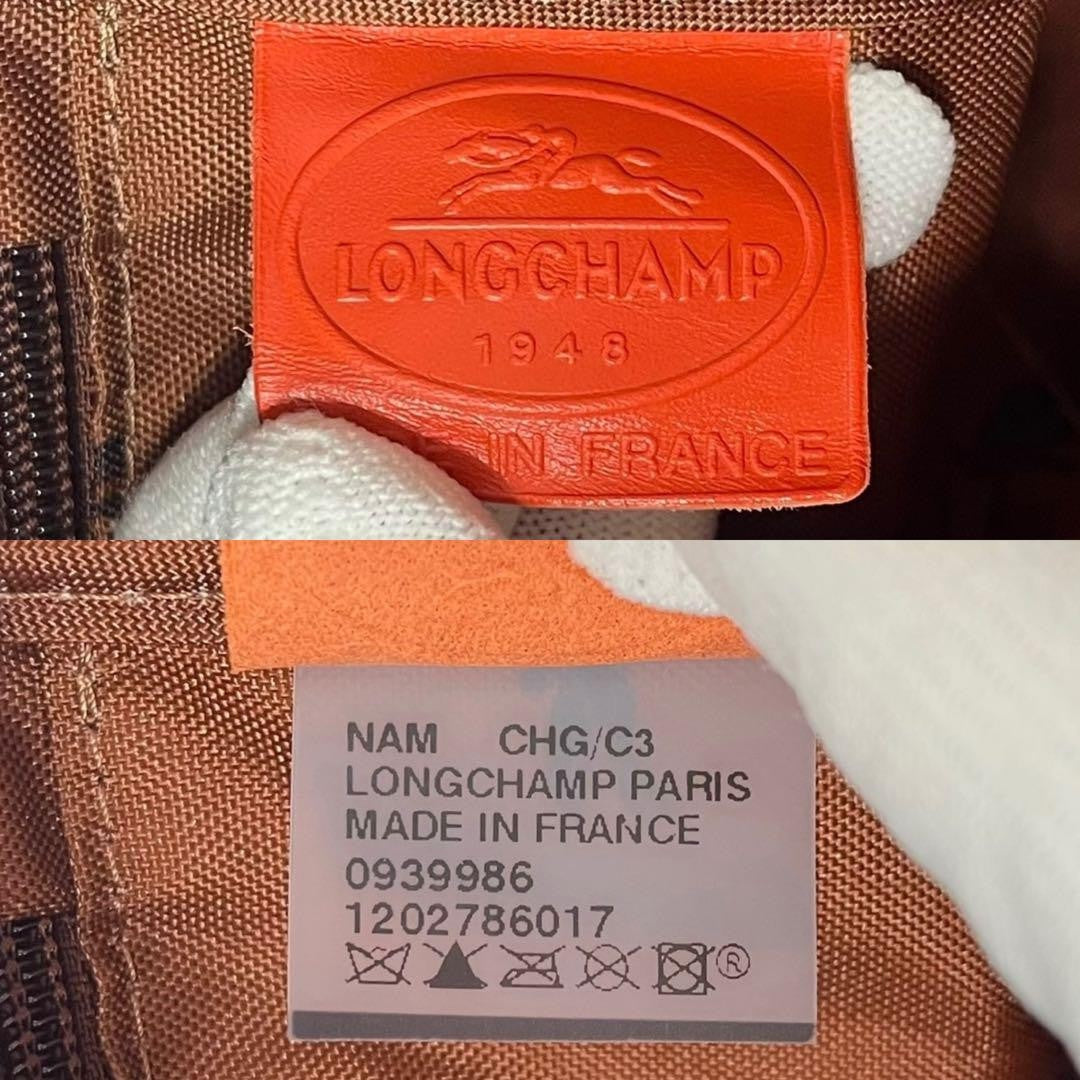 LONGCHAMP
1948
IN FRANCE
NAM CHG/C3
LONGCHAMP PARIS
MADE IN FRANCE
0939986
1202786017
®